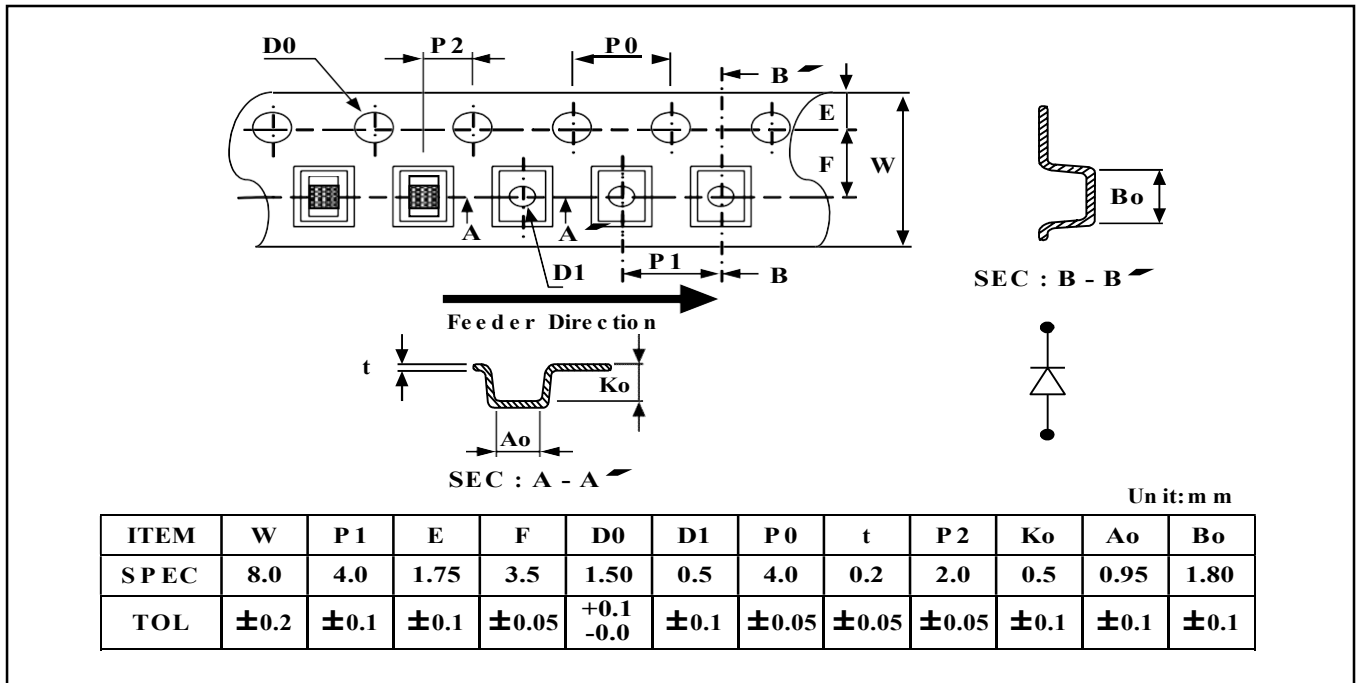 D0
P2
P0
B
E
F
W
A
A
D1
P1
B
Feeder Direction
Bo
SEC : B - B
t
Ko
Ao
SEC : A - A
Unit:mm
ITEM W P1 E F D0 D1 P0 t P2 Ko Ao Bo
SPEC 8.0 4.0 1.75 3.5 1.50 0.5 4.0 0.2 2.0 0.5 0.95 1.80
TOL ±0.2 ±0.1 ±0.1 ±0.05 +0.1 -0.0 ±0.1 ±0.05 ±0.05 ±0.05 ±0.1 ±0.1 ±0.1